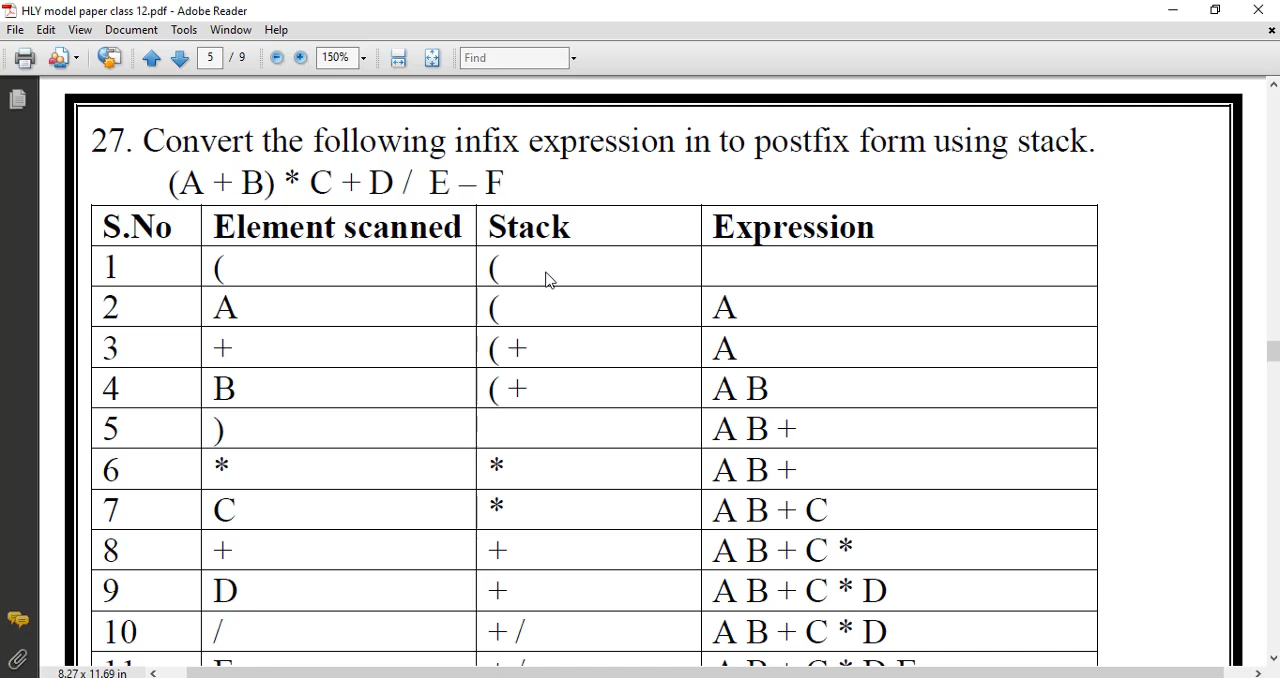 HLY model paper class 12.pdf - Adobe Reader
File Edit View Document Tools Window Help
5 / 9 150% Find
27. Convert the following infix expression in to postfix form using stack.
(A + B) * C + D / E – F
S.No Element scanned Stack Expression
1 ( (
2 A ( A
3 + ( + A
4 B ( + A B
5 ) A B +
6 * * A B +
7 C * A B + C
8 + + A B + C *
9 D + A B + C * D
10 / + / A B + C * D
8.27 x 11.69 in